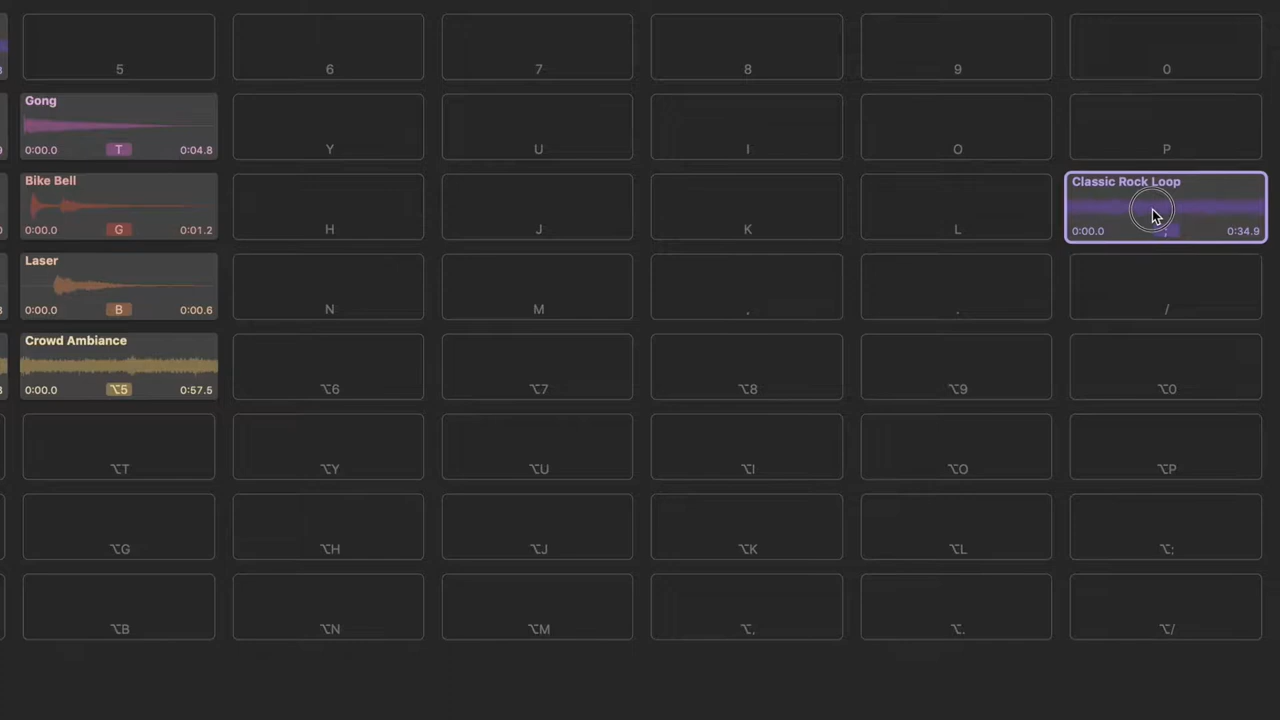 5 6 7 8 9 0
Gong
0:00.0 T 0:04.8 Y U I O P
Bike Bell Classic Rock Loop
0:00.0 G 0:01.2 H J K L 0:00.0 ; 0:34.9
Laser
0:00.0 B 0:00.6 N M , . /
Crowd Ambiance
0:00.0 ⌥5 0:57.5 ⌥6 ⌥7 ⌥8 ⌥9 ⌥0
⌥T ⌥Y ⌥U ⌥I ⌥O ⌥P
⌥G ⌥H ⌥J ⌥K ⌥L ⌥;
⌥B ⌥N ⌥M ⌥, ⌥. ⌥/